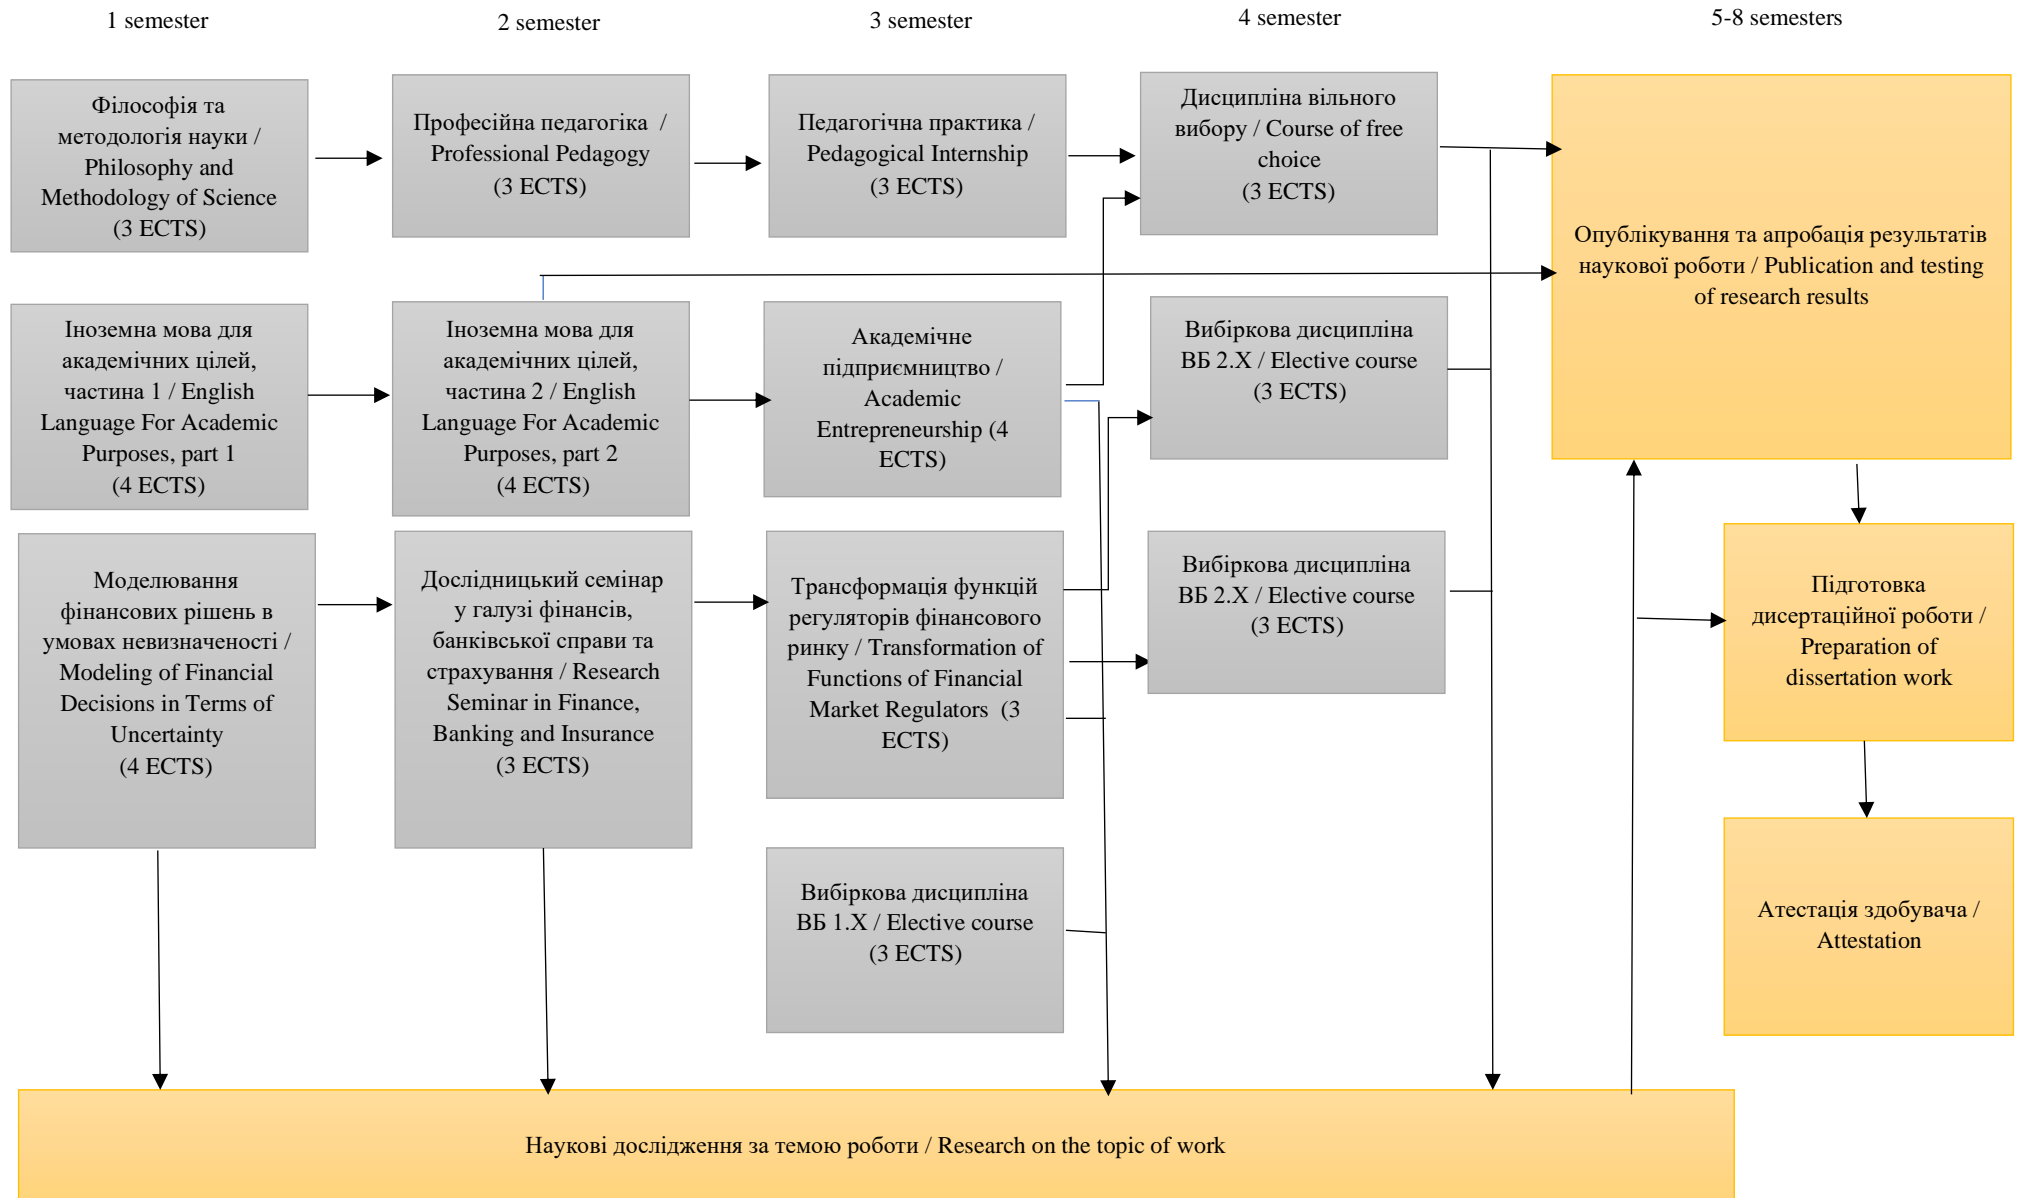 1 semester
2 semester
3 semester
4 semester
5-8 semesters
Філософія та
методологія науки /
Philosophy and
Methodology of Science
(3 ECTS)
Професійна педагогіка /
Professional Pedagogy
(3 ECTS)
Педагогічна практика /
Pedagogical Internship
(3 ECTS)
Дисципліна вільного
вибору / Course of free
choice
(3 ECTS)
Опублікування та апробація результатів
наукової роботи / Publication and testing
of research results
Іноземна мова для
академічних цілей,
частина 1 / English
Language For Academic
Purposes, part 1
(4 ECTS)
Іноземна мова для
академічних цілей,
частина 2 / English
Language For Academic
Purposes, part 2
(4 ECTS)
Академічне
підприємництво /
Academic
Entrepreneurship (4
ECTS)
Вибіркова дисципліна
ВБ 2.Х / Elective course
(3 ECTS)
Моделювання
фінансових рішень в
умовах невизначеності /
Modeling of Financial
Decisions in Terms of
Uncertainty
(4 ECTS)
Дослідницький семінар
у галузі фінансів,
банківської справи та
страхування / Research
Seminar in Finance,
Banking and Insurance
(3 ECTS)
Трансформація функцій
регуляторів фінансового
ринку / Transformation of
Functions of Financial
Market Regulators (3
ECTS)
Вибіркова дисципліна
ВБ 2.Х / Elective course
(3 ECTS)
Підготовка
дисертаційної роботи /
Preparation of
dissertation work
Вибіркова дисципліна
ВБ 1.Х / Elective course
(3 ECTS)
Атестація здобувача /
Attestation
Наукові дослідження за темою роботи / Research on the topic of work